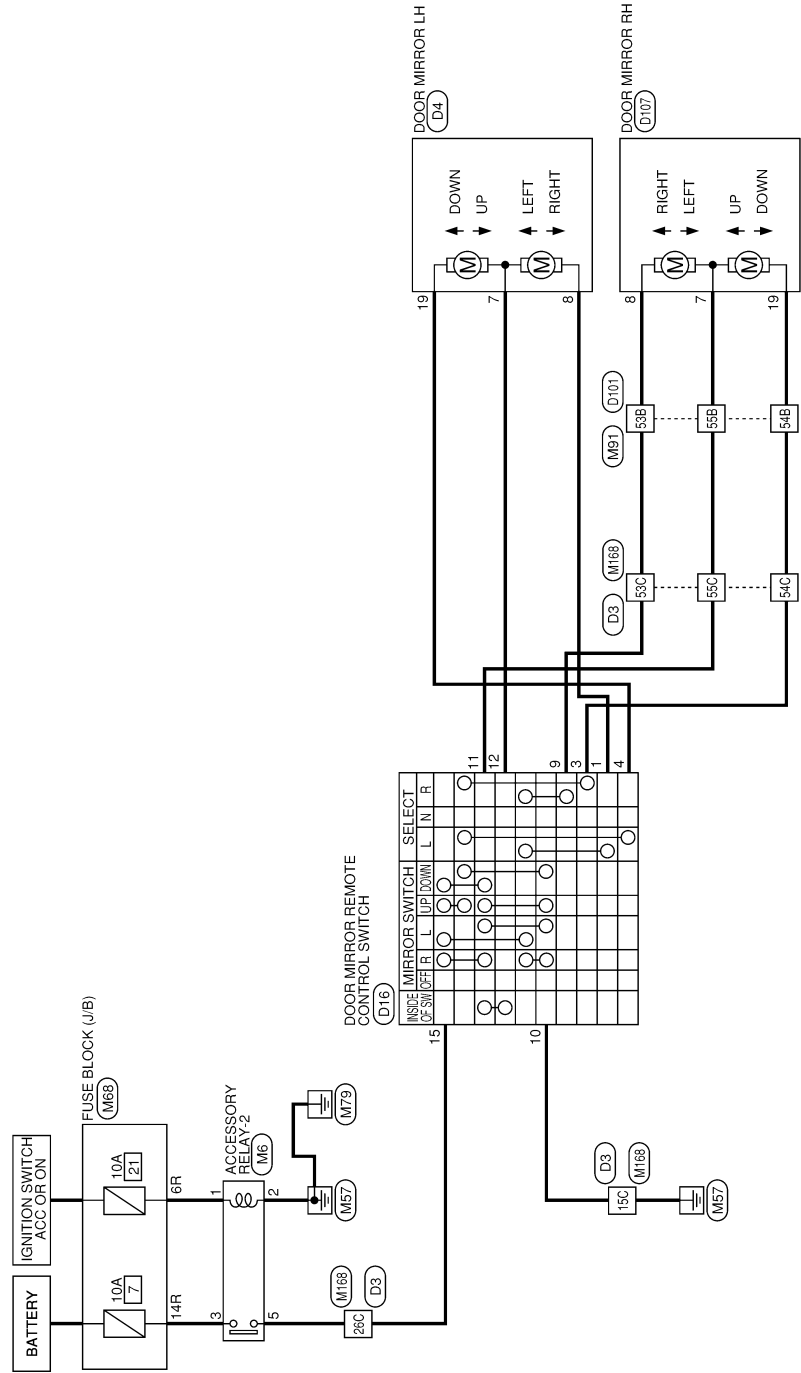 BATTERY
IGNITION SWITCH
ACC OR ON
FUSE BLOCK (J/B)
M68
10A
7
10A
21
14R
6R
ACCESSORY
RELAY-2
M6
3
1
5
2
M57
M79
26C
M168
D3
DOOR MIRROR REMOTE
CONTROL SWITCH
D16
15
10
INSIDE
OF SW
MIRROR SWITCH
OFF
R
L
UP
DOWN
SELECT
L
N
R
11
12
9
3
1
4
15C
D3
M168
M57
D3
M168
53C
55C
54C
M91
D101
53B
55B
54B
DOOR MIRROR LH
D4
19
7
8
M
M
DOWN
UP
LEFT
RIGHT
DOOR MIRROR RH
D107
8
7
19
M
M
RIGHT
LEFT
UP
DOWN